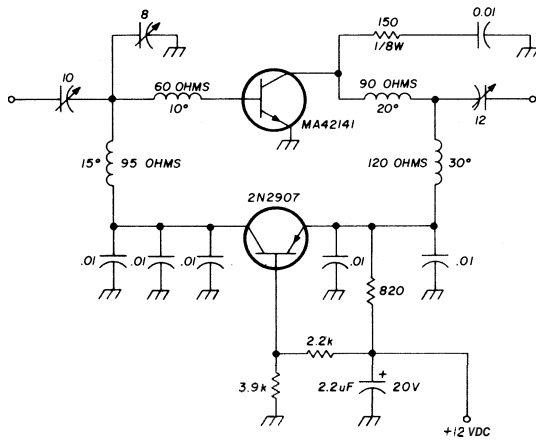 8
150
1/8W
0.01
10
60 OHMS
10°
90 OHMS
20°
12
MA42141
15°
95 OHMS
120 OHMS
30°
2N2907
.01
.01
.01
.01
.01
820
2.2k
3.9k
2.2uF
+
20V
+12 VDC